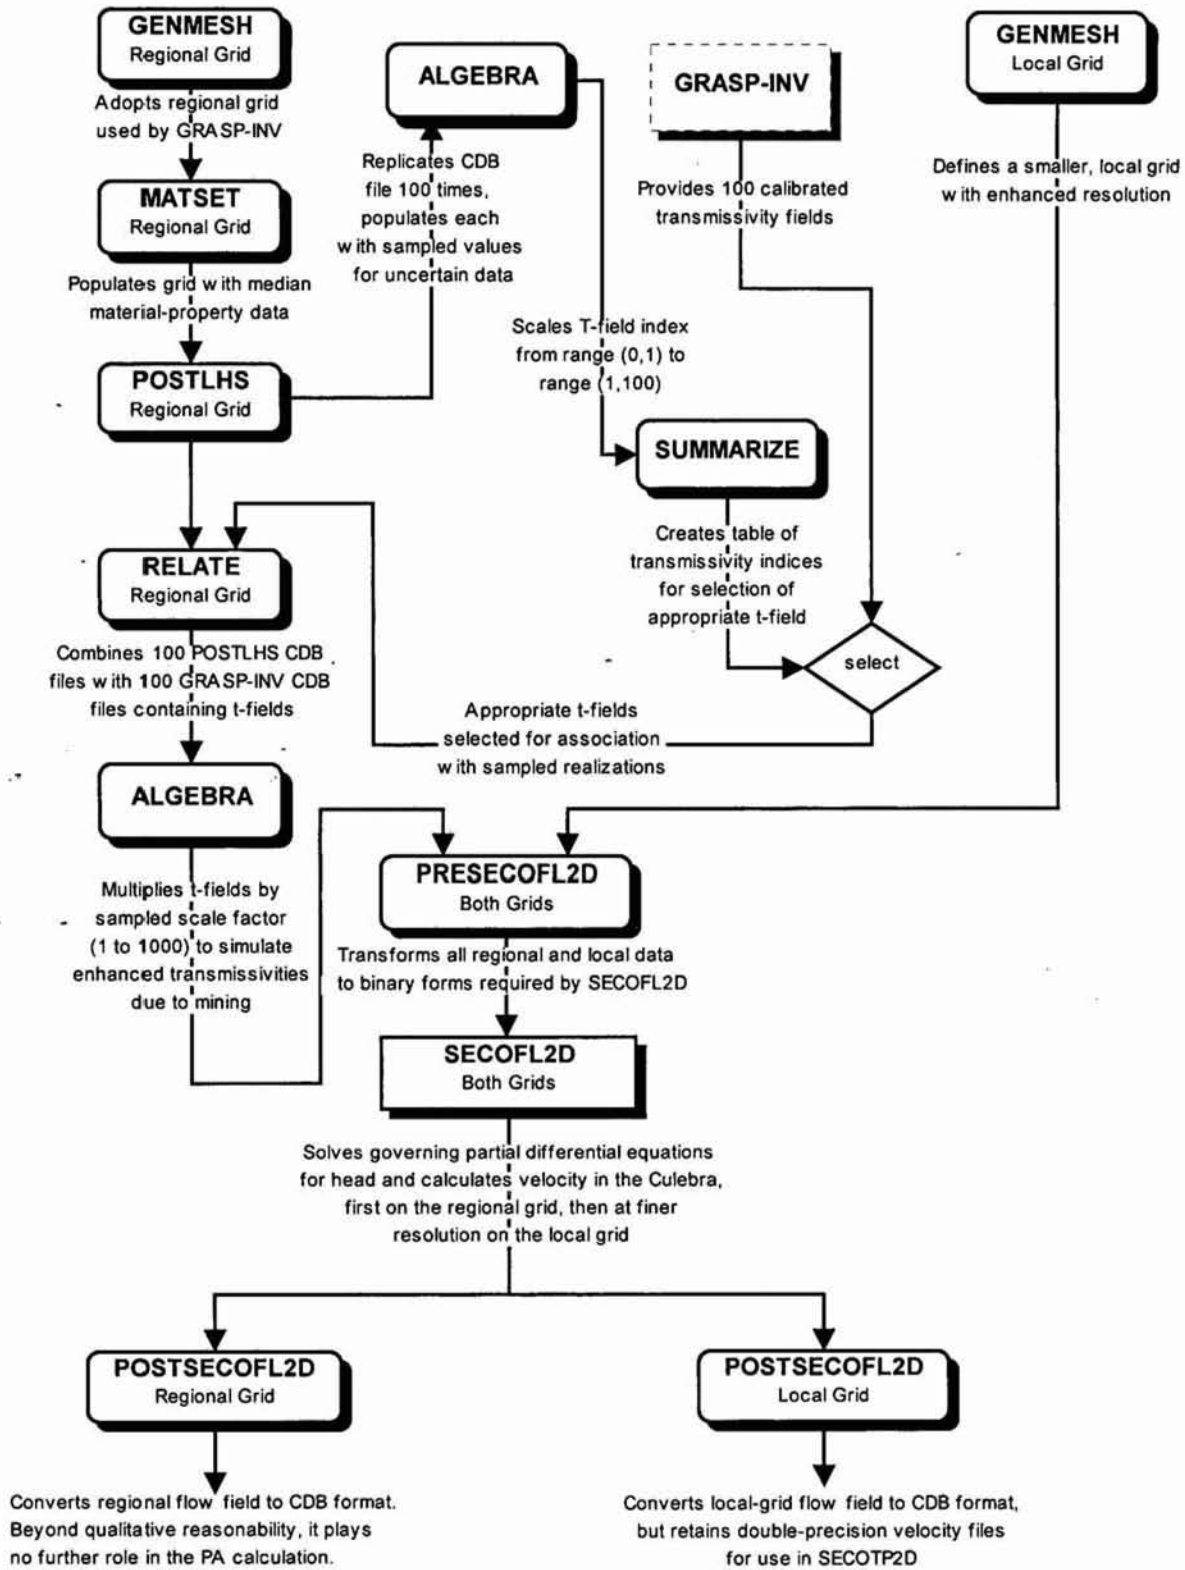 GENMESH
Regional Grid
Adopts regional grid
used by GRASP-INV
MATSET
Regional Grid
Populates grid with median
material-property data
POSTLHS
Regional Grid
ALGEBRA
Replicates CDB
file 100 times,
populates each
with sampled values
for uncertain data
Scales T-field index
from range (0,1) to
range (1,100)
GRASP-INV
Provides 100 calibrated
transmissivity fields
GENMESH
Local Grid
Defines a smaller, local grid
with enhanced resolution
SUMMARIZE
Creates table of
transmissivity indices
for selection of
appropriate t-field
select
Appropriate t-fields
selected for association
with sampled realizations
RELATE
Regional Grid
Combines 100 POSTLHS CDB
files with 100 GRASP-INV CDB
files containing t-fields
ALGEBRA
Multiplies t-fields by
sampled scale factor
(1 to 1000) to simulate
enhanced transmissivities
due to mining
PRESECOFL2D
Both Grids
Transforms all regional and local data
to binary forms required by SECOFL2D
SECOFL2D
Both Grids
Solves governing partial differential equations
for head and calculates velocity in the Culebra,
first on the regional grid, then at finer
resolution on the local grid
POSTSECOFL2D
Regional Grid
Converts regional flow field to CDB format.
Beyond qualitative reasonability, it plays
no further role in the PA calculation.
POSTSECOFL2D
Local Grid
Converts local-grid flow field to CDB format,
but retains double-precision velocity files
for use in SECOTP2D